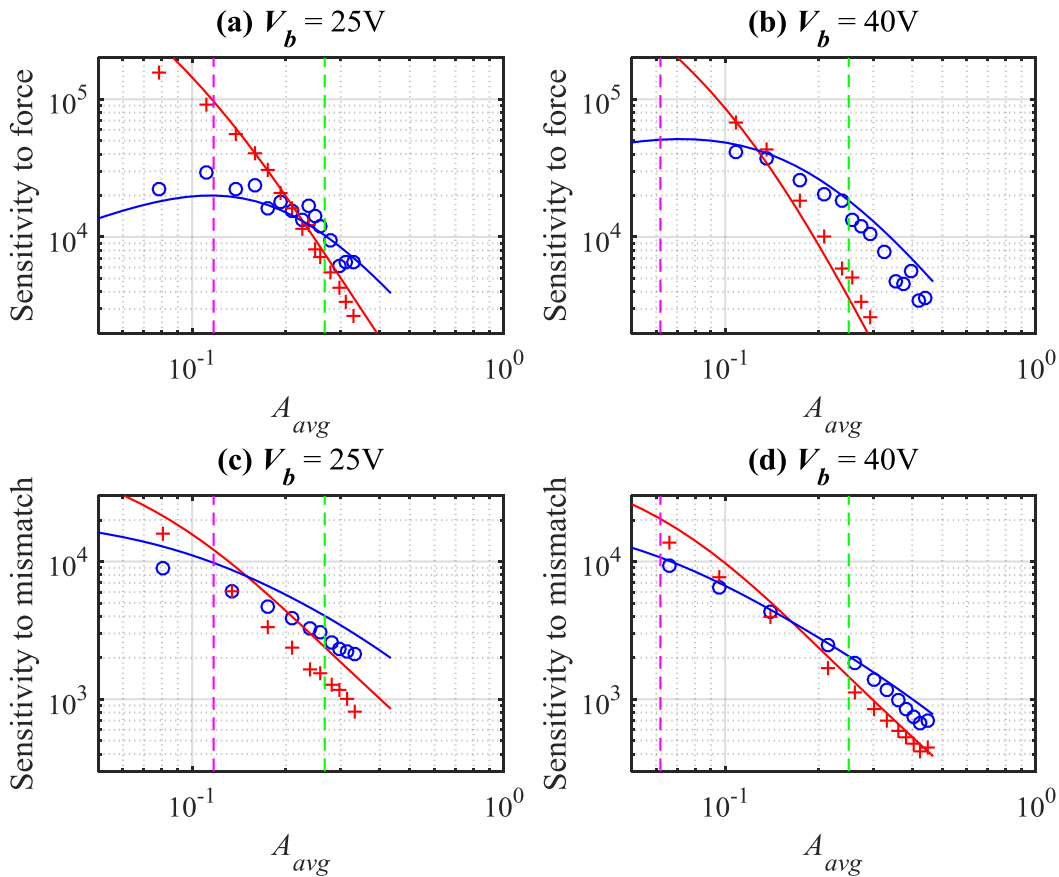 (a) V_b = 25V
(b) V_b = 40V
Sensitivity to force
10^5
10^4
10^-1
10^0
A_avg
Sensitivity to force
10^5
10^4
10^-1
10^0
A_avg
(c) V_b = 25V
(d) V_b = 40V
Sensitivity to mismatch
10^4
10^3
10^-1
10^0
A_avg
Sensitivity to mismatch
10^4
10^3
10^-1
10^0
A_avg